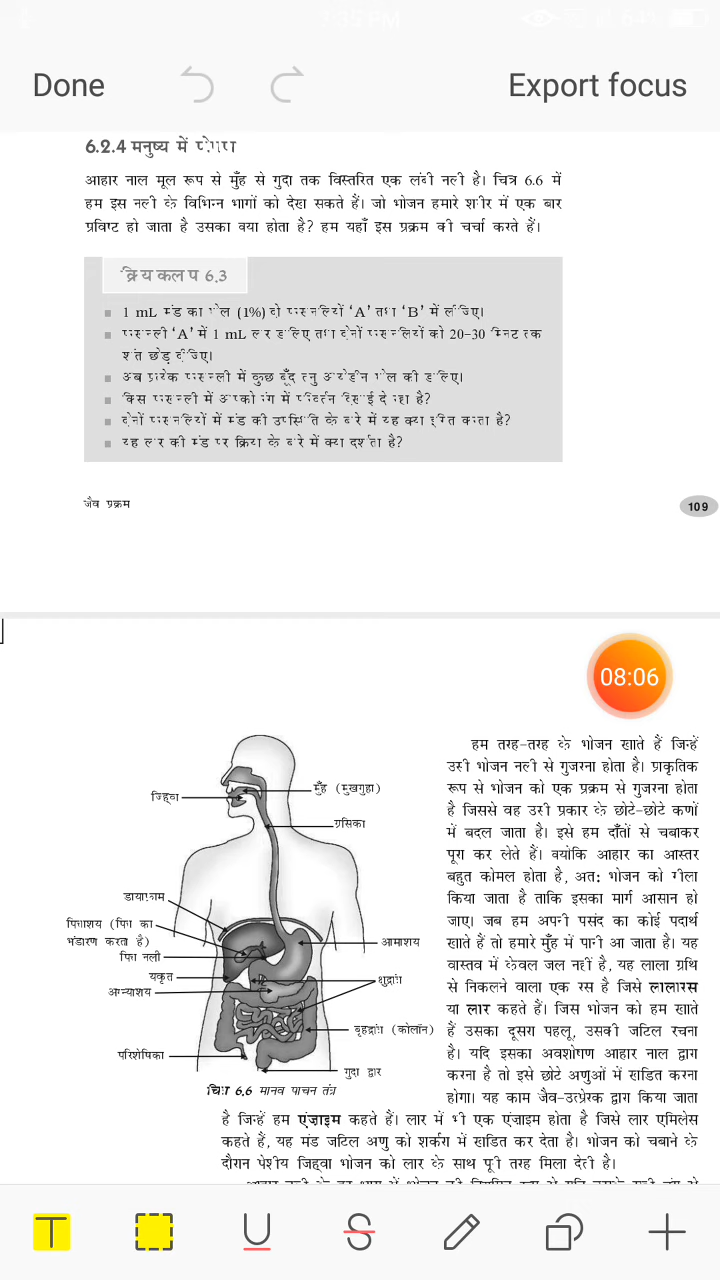 7:35 PM
64%
Done
Export focus
6.2.4 मनुष्य में पोषण
आहार नाल मूल रूप से मुँह से गुदा तक विस्तरित एक लंबी नली है। चित्र 6.6 में
हम इस नली के विभिन्न भागों को देख सकते हैं। जो भोजन हमारे शरीर में एक बार
प्रविष्ट हो जाता है उसका क्या होता है? हम यहाँ इस प्रक्रम की चर्चा करते हैं।
क्रियाकलाप 6.3
1 mL मंड का घोल (1%) दो परखनलियों ‘A’ तथा ‘B’ में लीजिए।
परखनली ‘A’ में 1 mL लार डालिए तथा दोनों परखनलियों को 20–30 मिनट तक
शांत छोड़ दीजिए।
अब प्रत्येक परखनली में कुछ बूँद तनु आयोडीन घोल की डालिए।
किस परखनली में आपको रंग में परिवर्तन दिखाई दे रहा है?
दोनों परखनलियों में मंड की उपस्थिति के बारे में यह क्या इंगित करता है?
यह लार की मंड पर क्रिया के बारे में क्या दर्शाता है?
जैव प्रक्रम
109
08:06
जिह्वा
मुँह (मुखगुहा)
ग्रसिका
डायाफ्राम
पित्ताशय (पित्त का
भंडारण करता है)
पित्त नली
यकृत
अग्न्याशय
परिशेषिका
आमाशय
क्षुद्रांत्र
बृहदांत्र (कोलॉन)
गुदा द्वार
चित्र 6.6 मानव पाचन तंत्र
हम तरह-तरह के भोजन खाते हैं जिन्हें
उसी भोजन नली से गुजरना होता है। प्राकृतिक
रूप से भोजन को एक प्रक्रम से गुजरना होता
है जिससे वह उसी प्रकार के छोटे-छोटे कणों
में बदल जाता है। इसे हम दाँतों से चबाकर
पूरा कर लेते हैं। क्योंकि आहार का आस्तर
बहुत कोमल होता है, अत: भोजन को गीला
किया जाता है ताकि इसका मार्ग आसान हो
जाए। जब हम अपनी पसंद का कोई पदार्थ
खाते हैं तो हमारे मुँह में पानी आ जाता है। यह
वास्तव में केवल जल नहीं है, यह लाला ग्रंथि
से निकलने वाला एक रस है जिसे लालारस
या लार कहते हैं। जिस भोजन को हम खाते
हैं उसका दूसरा पहलू, उसकी जटिल रचना
है। यदि इसका अवशोषण आहार नाल द्वारा
करना है तो इसे छोटे अणुओं में खंडित करना
होगा। यह काम जैव-उत्प्रेरक द्वारा किया जाता
है जिन्हें हम एंज़ाइम कहते हैं। लार में भी एक एंज़ाइम होता है जिसे लार एमिलेस
कहते हैं, यह मंड जटिल अणु को शर्करा में खंडित कर देता है। भोजन को चबाने के
दौरान पेशीय जिह्वा भोजन को लार के साथ पूरी तरह मिला देती है।
T
U
S